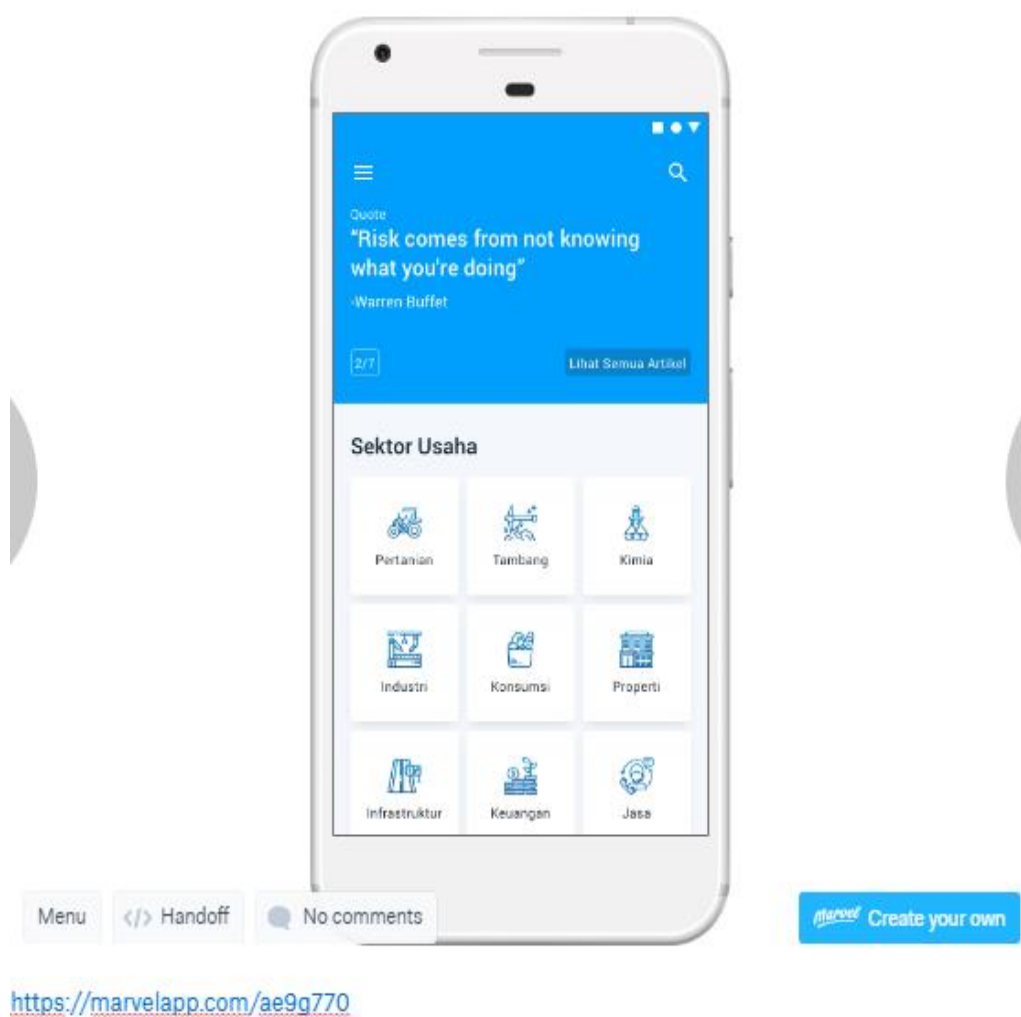 Quote
“Risk comes from not knowing
what you're doing”
-Warren Buffet
2/7
Lihat Semua Artikel
Sektor Usaha
Pertanian
Tambang
Kimia
Industri
Konsumsi
Properti
Infrastruktur
Keuangan
Jasa
Menu
</> Handoff
No comments
Marvel Create your own
https://marvelapp.com/ae9g770